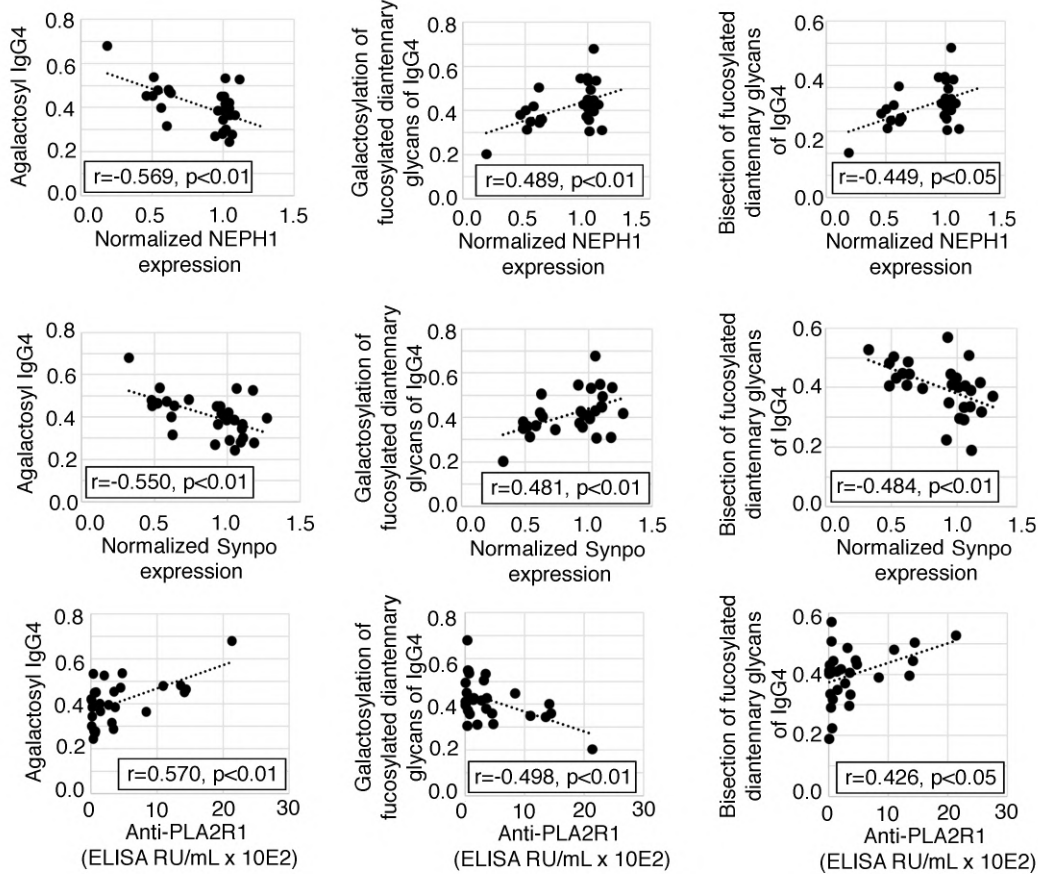 Agalactosyl IgG4
0.8
0.6
0.4
0.2
0.0
r=-0.569, p<0.01
0.0 0.5 1.0 1.5
Normalized NEPH1
expression
Galactosylation of
fucosylated diantennary
glycans of IgG4
0.8
0.6
0.4
0.2
0.0
r=0.489, p<0.01
0.0 0.5 1.0 1.5
Normalized NEPH1
expression
Bisection of fucosylated
diantennary glycans
of IgG4
0.6
0.4
0.2
0.0
r=-0.449, p<0.05
0.0 0.5 1.0 1.5
Normalized NEPH1
expression
Agalactosyl IgG4
0.8
0.6
0.4
0.2
0.0
r=-0.550, p<0.01
0.0 0.5 1.0 1.5
Normalized Synpo
expression
Galactosylation of
fucosylated diantennary
glycans of IgG4
0.8
0.6
0.4
0.2
0.0
r=0.481, p<0.01
0.0 0.5 1.0 1.5
Normalized Synpo
expression
Bisection of fucosylated
diantennary glycans
of IgG4
0.6
0.4
0.2
0.0
r=-0.484, p<0.01
0.0 0.5 1.0 1.5
Normalized Synpo
expression
Agalactosyl IgG4
0.8
0.6
0.4
0.2
0.0
r=0.570, p<0.01
0 10 20 30
Anti-PLA2R1
(ELISA RU/mL x 10E2)
Galactosylation of
fucosylated diantennary
glycans of IgG4
0.8
0.6
0.4
0.2
0.0
r=-0.498, p<0.01
0 10 20 30
Anti-PLA2R1
(ELISA RU/mL x 10E2)
Bisection of fucosylated
diantennary glycans
of IgG4
0.6
0.4
0.2
0.0
r=0.426, p<0.05
0 10 20 30
Anti-PLA2R1
(ELISA RU/mL x 10E2)